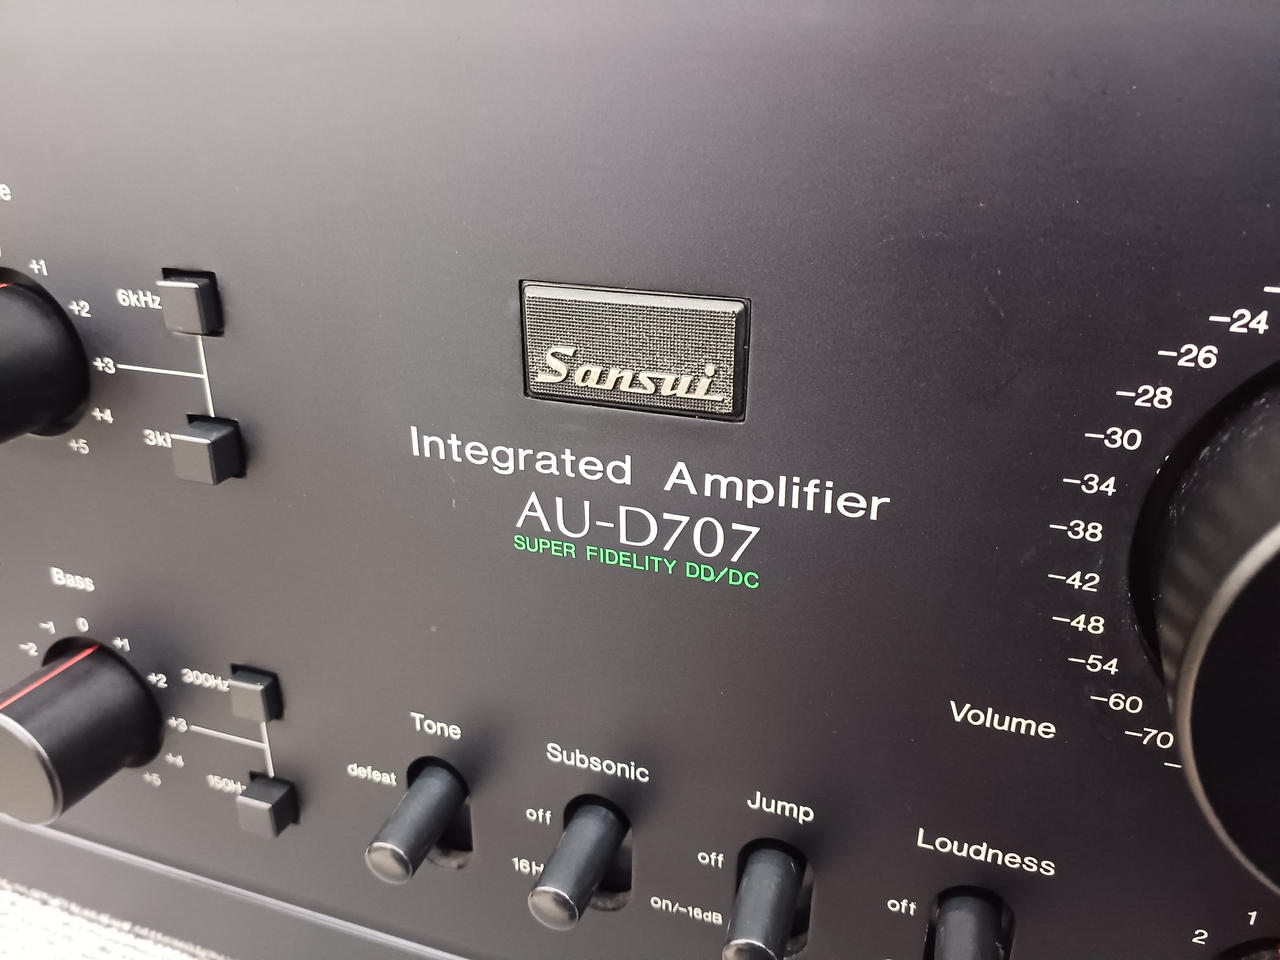 +1
+2
6kHz
+3
+4
+5
Sansui
Integrated Amplifier
AU-D707
SUPER FIDELITY DD/DC
-24
-26
-28
-30
-34
-38
-42
-48
-54
-60
-70
Volume
Bass
-2
-1
0
+1
+2
+3
+4
+5
300Hz
Tone
defeat
Subsonic
off
Jump
off
on/-16dB
Loudness
off
1
2